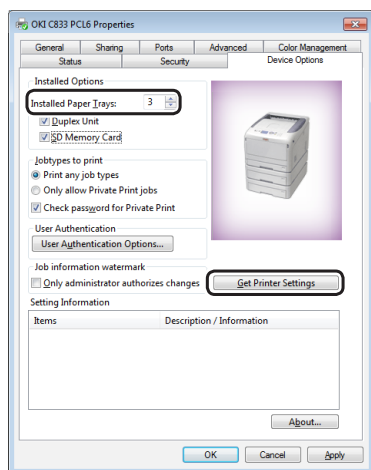 OKI C833 PCL6 Properties
General Sharing Ports Advanced Color Management
Status Security Device Options
Installed Options
Installed Paper Trays: 3
Duplex Unit
SD Memory Card
Jobtypes to print
Print any job types
Only allow Private Print jobs
Check password for Private Print
User Authentication
User Authentication Options...
Job information watermark
Only administrator authorizes changes Get Printer Settings
Setting Information
Items Description / Information
About...
OK Cancel Apply